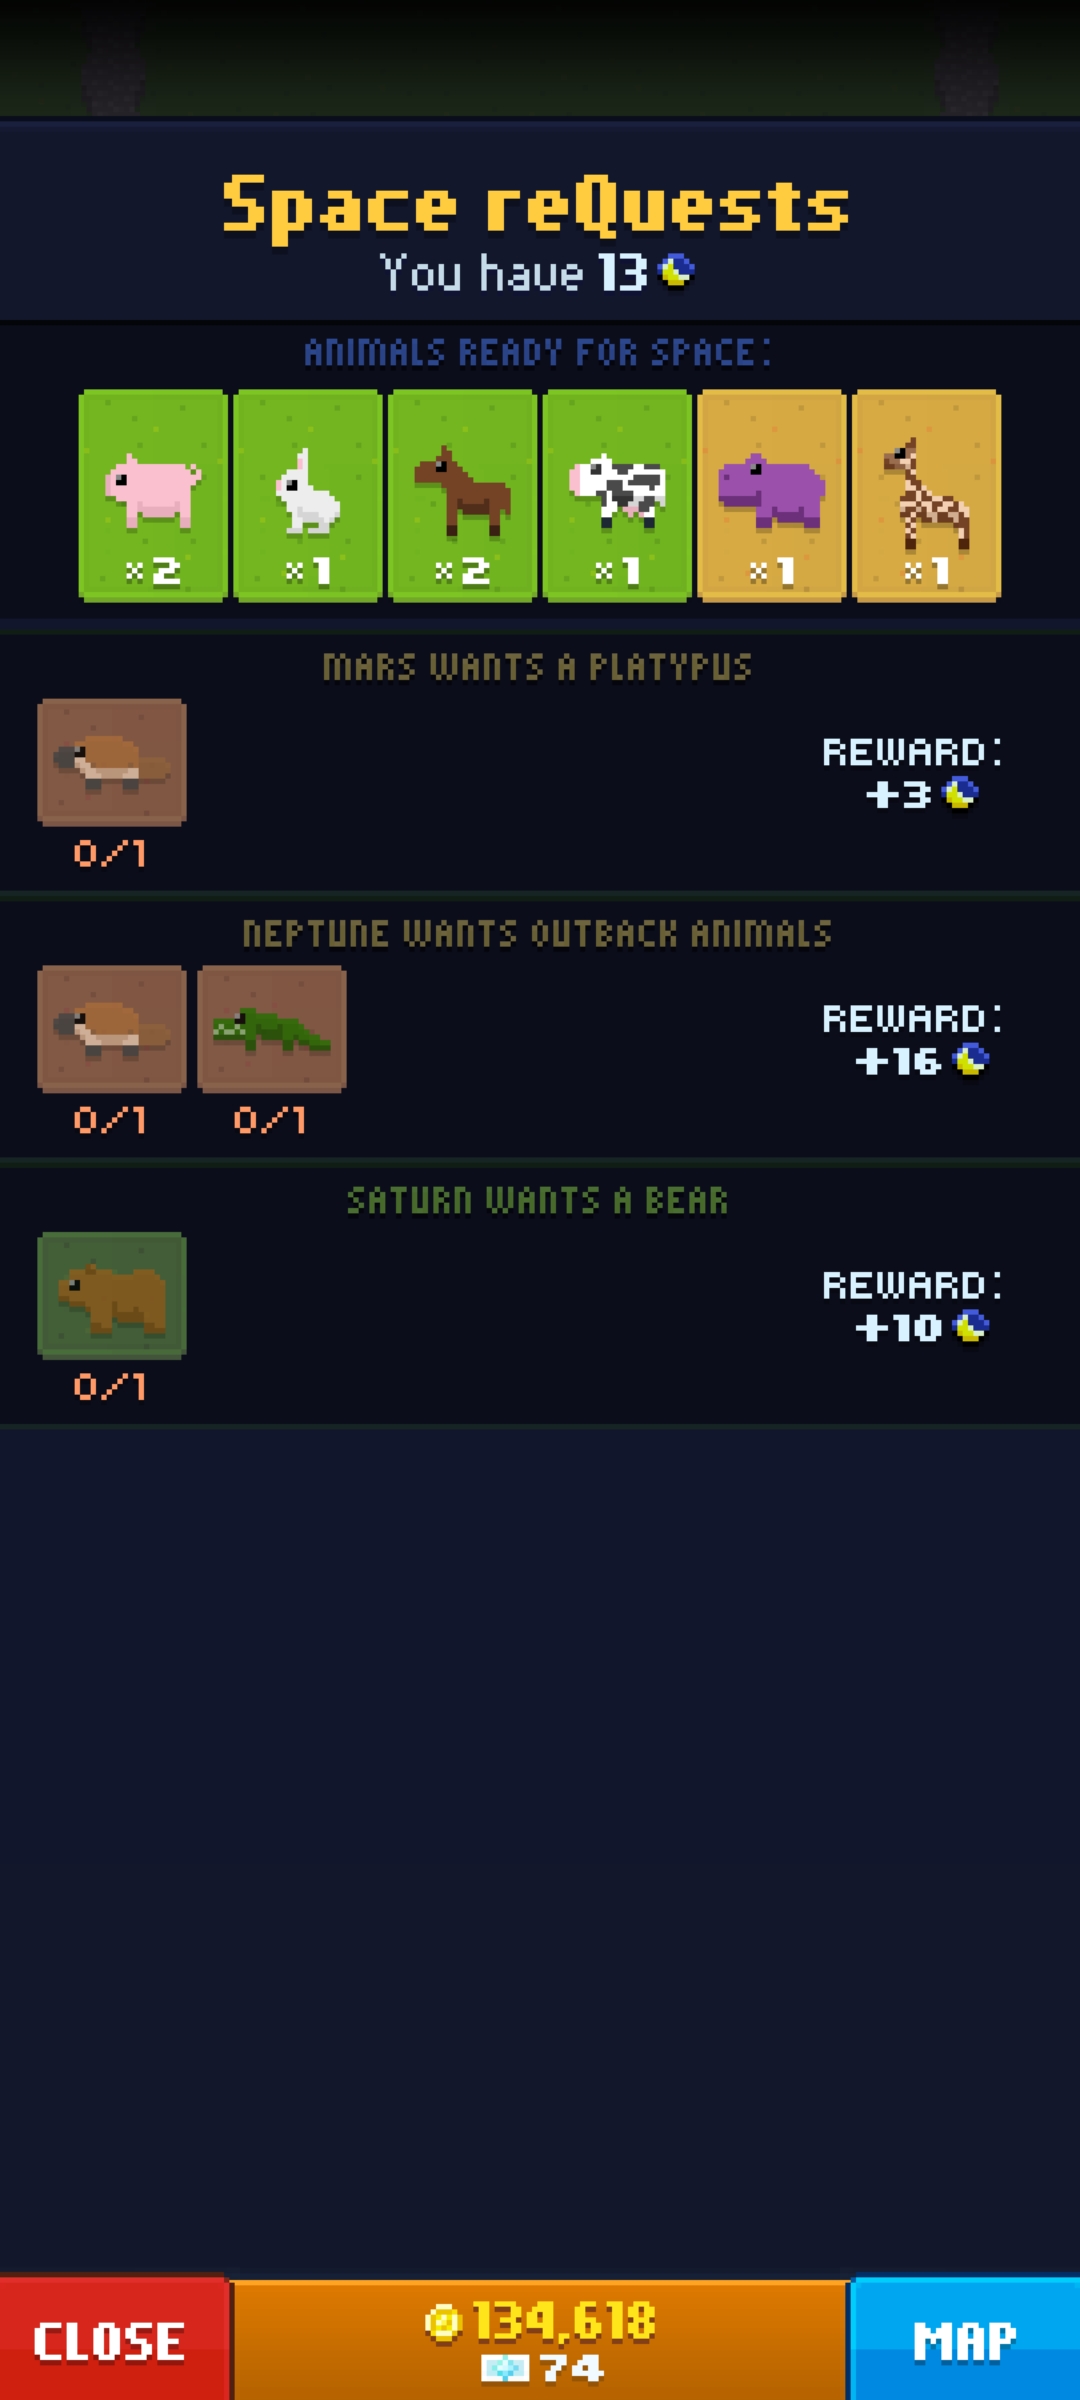 Space reQuests
You have 13
ANIMALS READY FOR SPACE:
×2 ×1 ×2 ×1 ×1 ×1
MARS WANTS A PLATYPUS
REWARD:
+3
0/1
NEPTUNE WANTS OUTBACK ANIMALS
REWARD:
+16
0/1 0/1
SATURN WANTS A BEAR
REWARD:
+10
0/1
CLOSE
134,618
74
MAP